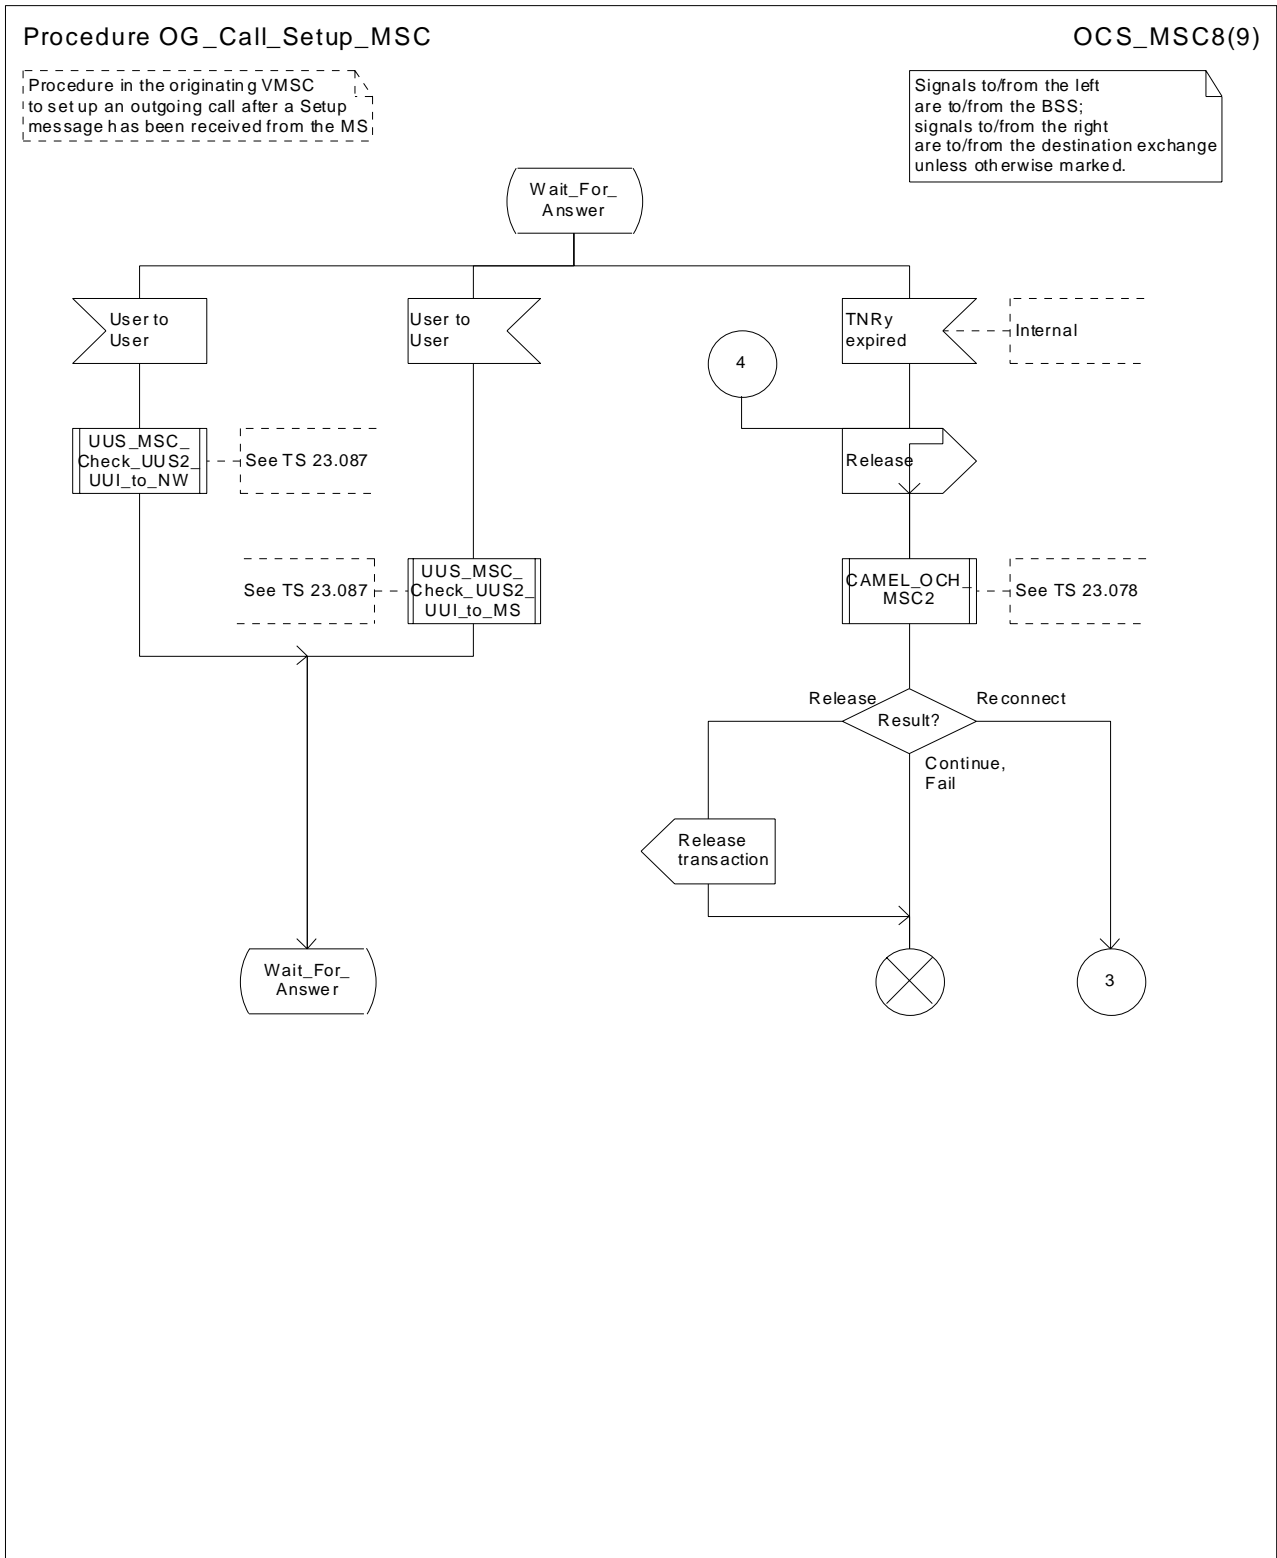 Procedure OG_Call_Setup_MSC
OCS_MSC8(9)
Procedure in the originating VMSC
to set up an outgoing call after a Setup
message has been received from the MS
Signals to/from the left
are to/from the BSS;
signals to/from the right
are to/from the destination exchange
unless otherwise marked.
Wait_For_
Answer
User to
User
User to
User
TNRy
expired
Internal
4
UUS_MSC_
Check_UUS2_
UUI_to_NW
See TS 23.087
Release
See TS 23.087
UUS_MSC_
Check_UUS2_
UUI_to_MS
CAMEL_OCH_
MSC2
See TS 23.078
Release
Result?
Reconnect
Continue,
Fail
Release
transaction
Wait_For_
Answer
3